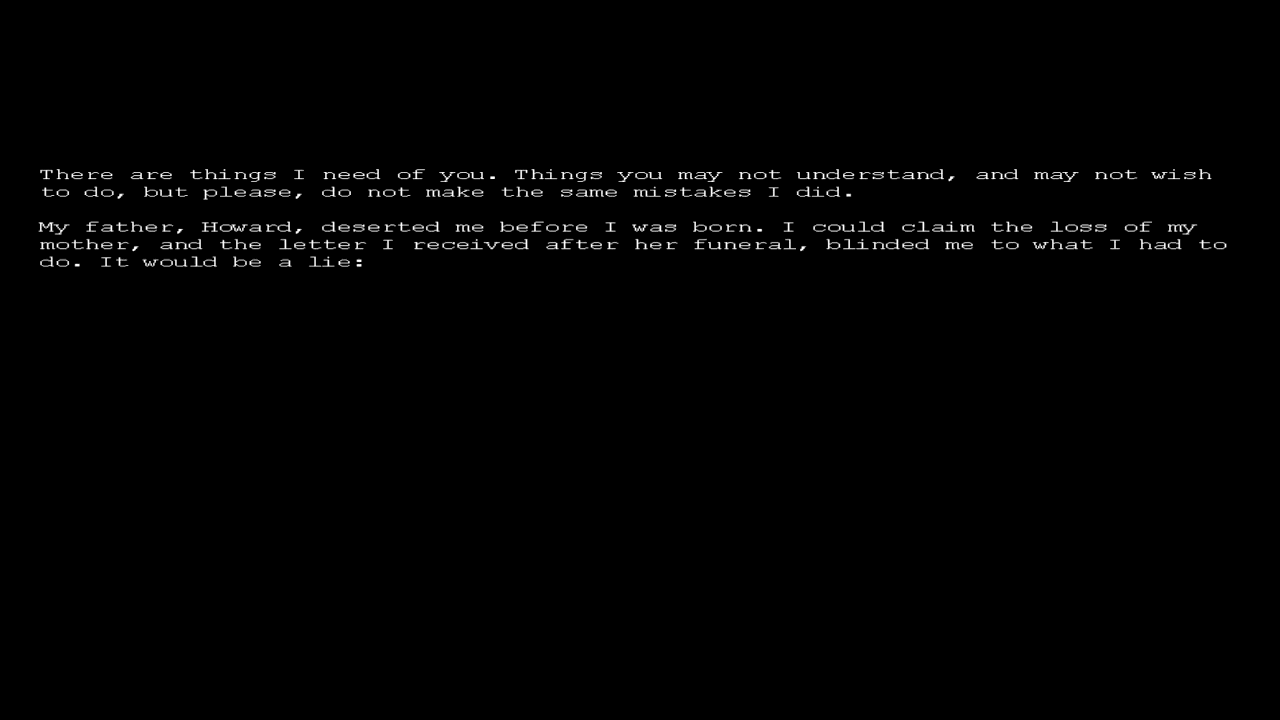 There are things I need of you. Things you may not understand, and may not wish
to do, but please, do not make the same mistakes I did.
My father, Howard, deserted me before I was born. I could claim the loss of my
mother, and the letter I received after her funeral, blinded me to what I had to
do. It would be a lie: